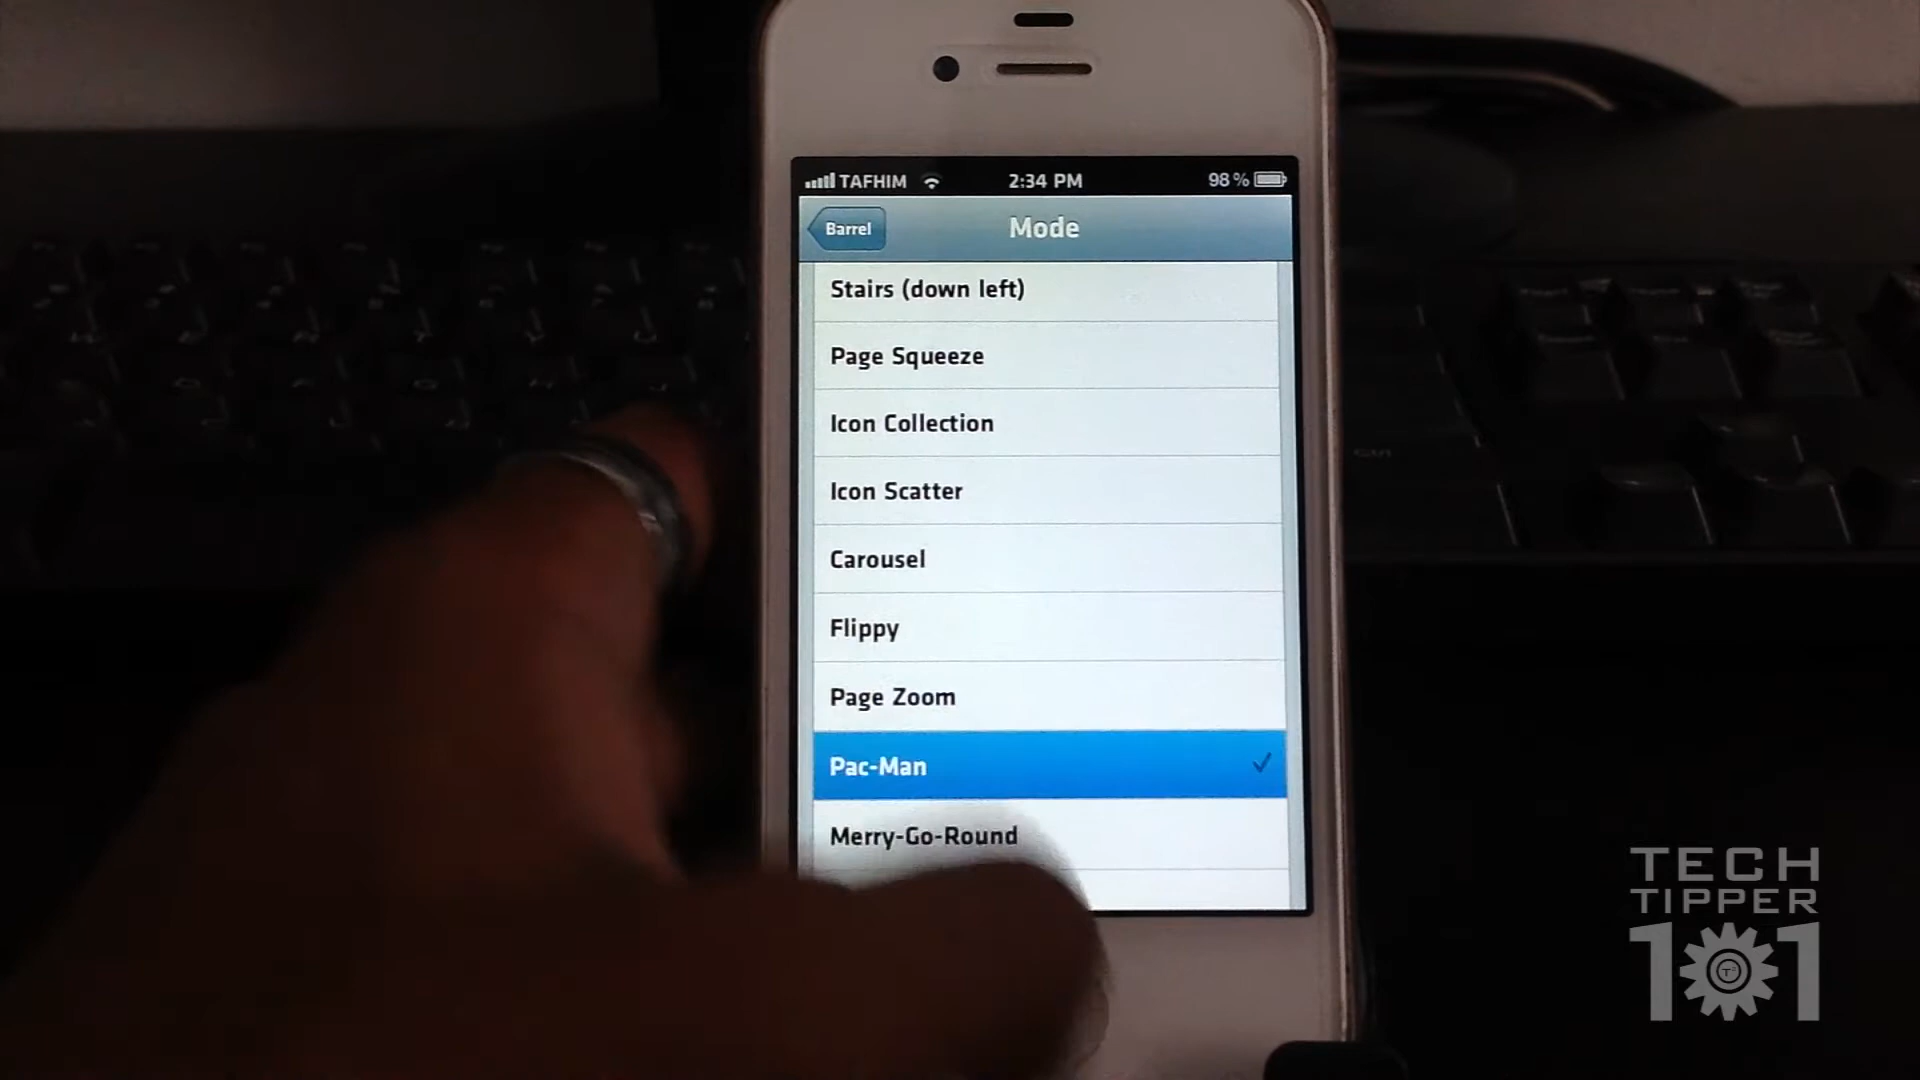 TAFHIM 2:34 PM 98%
Barrel Mode
Stairs (down left)
Page Squeeze
Icon Collection
Icon Scatter
Carousel
Flippy
Page Zoom
Pac-Man
Merry-Go-Round
TECH
TIPPER
101